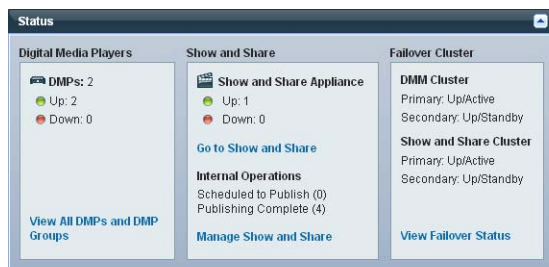 Status
Digital Media Players
DMPs: 2
Up: 2
Down: 0
View All DMPs and DMP
Groups
Show and Share
Show and Share Appliance
Up: 1
Down: 0
Go to Show and Share
Internal Operations
Scheduled to Publish (0)
Publishing Complete (4)
Manage Show and Share
Failover Cluster
DMM Cluster
Primary: Up/Active
Secondary: Up/Standby
Show and Share Cluster
Primary: Up/Active
Secondary: Up/Standby
View Failover Status